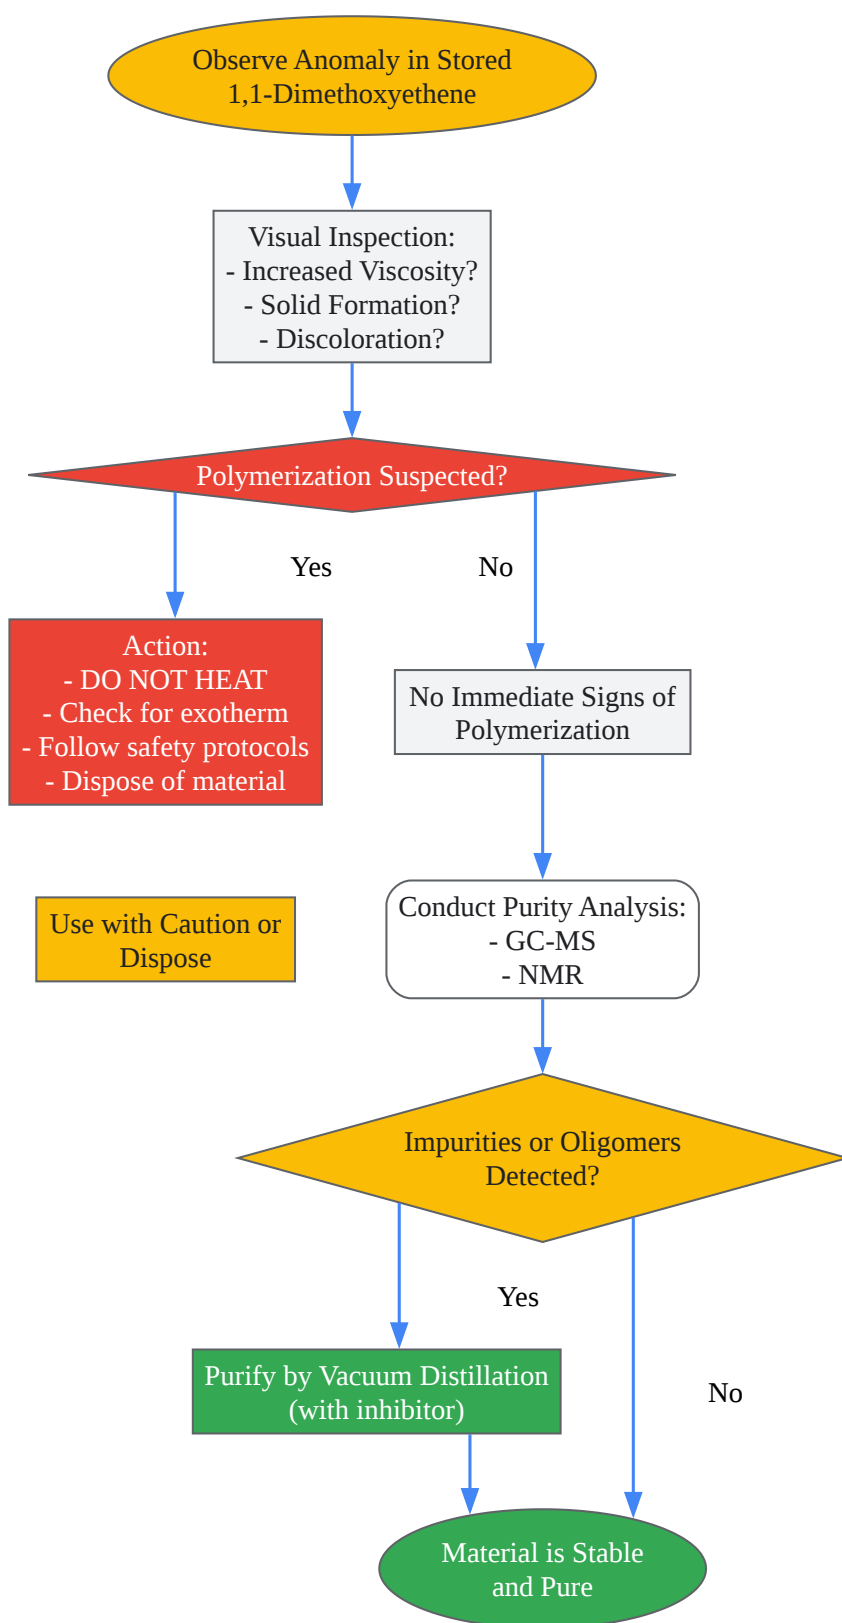 Observe Anomaly in Stored
1,1-Dimethoxyethene
Visual Inspection:
- Increased Viscosity?
- Solid Formation?
- Discoloration?
Polymerization Suspected?
Yes
No
Action:
- DO NOT HEAT
- Check for exotherm
- Follow safety protocols
- Dispose of material
No Immediate Signs of
Polymerization
Use with Caution or
Dispose
Conduct Purity Analysis:
- GC-MS
- NMR
Impurities or Oligomers
Detected?
Yes
No
Purify by Vacuum Distillation
(with inhibitor)
Material is Stable
and Pure